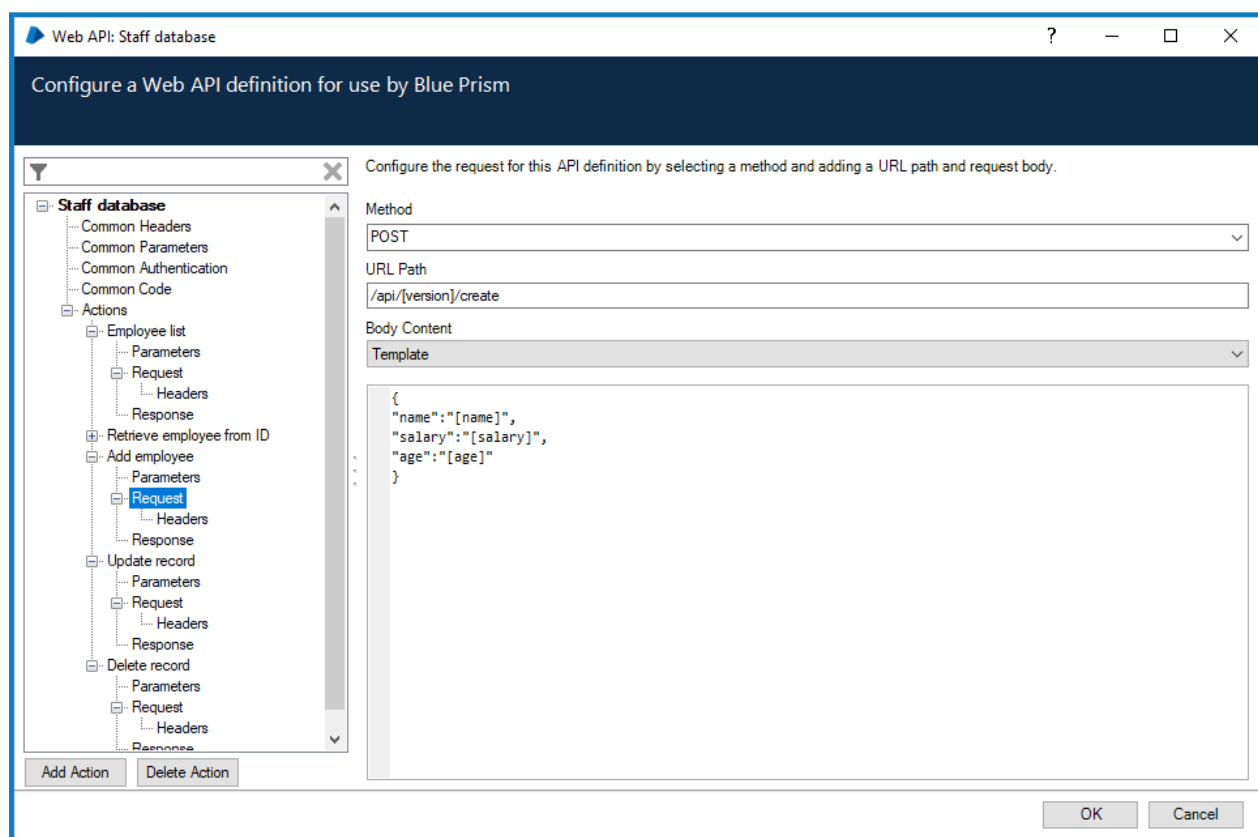 Web API: Staff database
Configure a Web API definition for use by Blue Prism
Staff database
Common Headers
Common Parameters
Common Authentication
Common Code
Actions
Employee list
Parameters
Request
Headers
Response
Retrieve employee from ID
Add employee
Parameters
Request
Headers
Response
Update record
Parameters
Request
Headers
Response
Delete record
Parameters
Request
Headers
Response
Add Action
Delete Action
Configure the request for this API definition by selecting a method and adding a URL path and request body.
Method
POST
URL Path
/api/[version]/create
Body Content
Template
{
"name":"[name]",
"salary":"[salary]",
"age":"[age]"
}
OK
Cancel